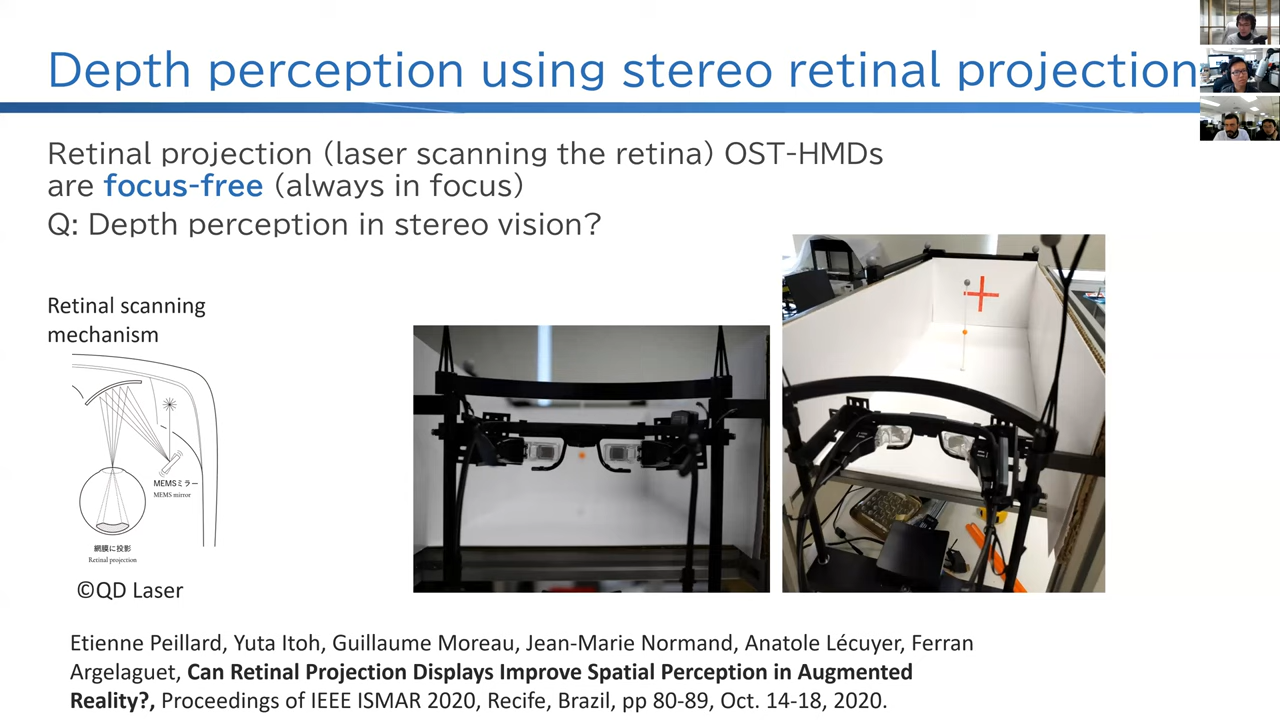 Depth perception using stereo retinal projection
Retinal projection (laser scanning the retina) OST-HMDs
are focus-free (always in focus)
Q: Depth perception in stereo vision?
Retinal scanning
mechanism
MEMSミラー
MEMS mirror
網膜に投影
Retinal projection
©QD Laser
Etienne Peillard, Yuta Itoh, Guillaume Moreau, Jean-Marie Normand, Anatole Lécuyer, Ferran
Argelaguet, Can Retinal Projection Displays Improve Spatial Perception in Augmented
Reality?, Proceedings of IEEE ISMAR 2020, Recife, Brazil, pp 80-89, Oct. 14-18, 2020.